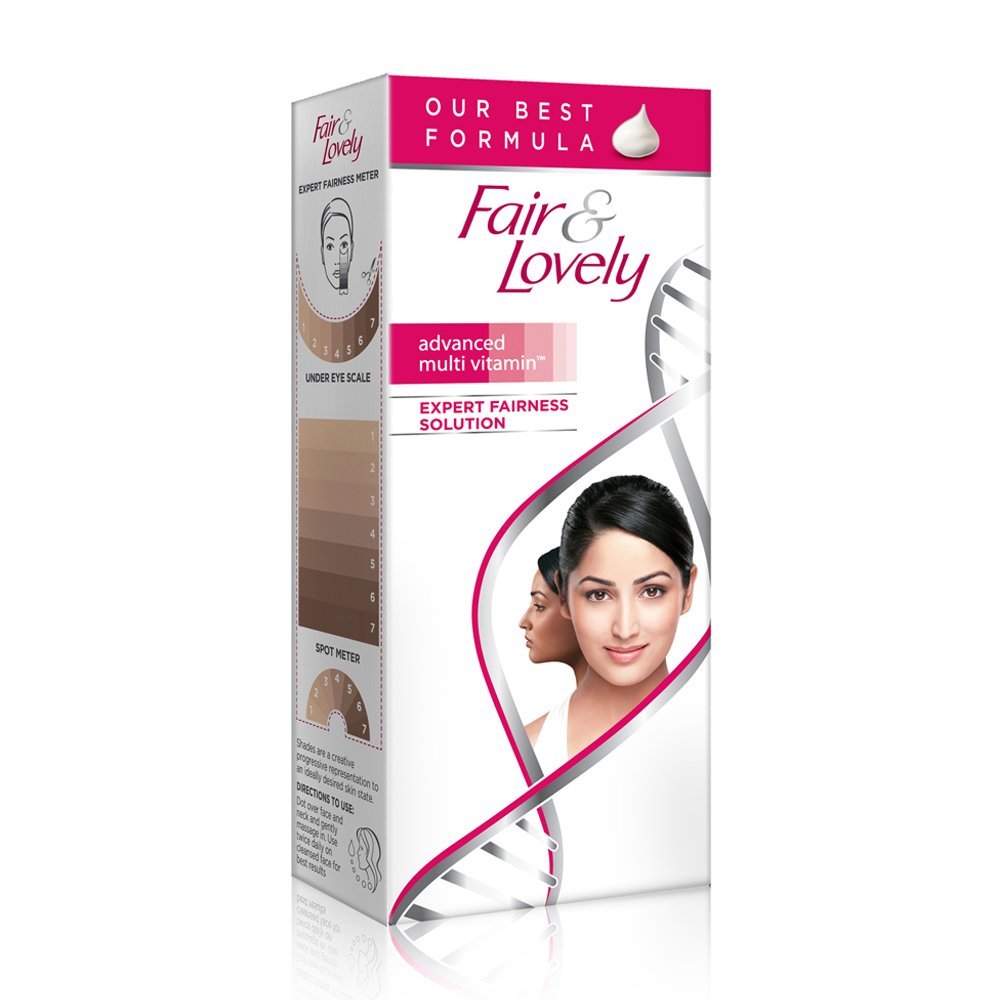 OUR BEST
FORMULA
Fair &
Lovely
advanced
multi vitamin™
EXPERT FAIRNESS
SOLUTION
Fair &
Lovely
EXPERT FAIRNESS METER
1 2 3 4 5 6 7
UNDER EYE SCALE
1
2
3
4
5
6
7
SPOT METER
1 2 3 4 5 6 7
Shades are a creative
progressive representation to
an ideally desired skin state.
DIRECTIONS TO USE:
Dot over face and
neck and gently
massage in. Use
twice daily on
cleansed face for
best results